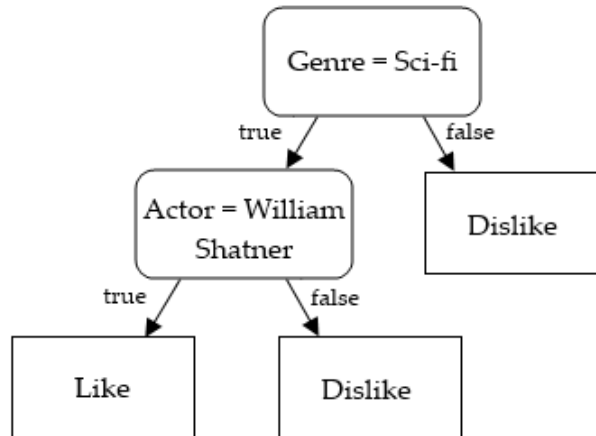 Genre = Sci-fi
true
false
Actor = William
Shatner
Dislike
true
false
Like
Dislike